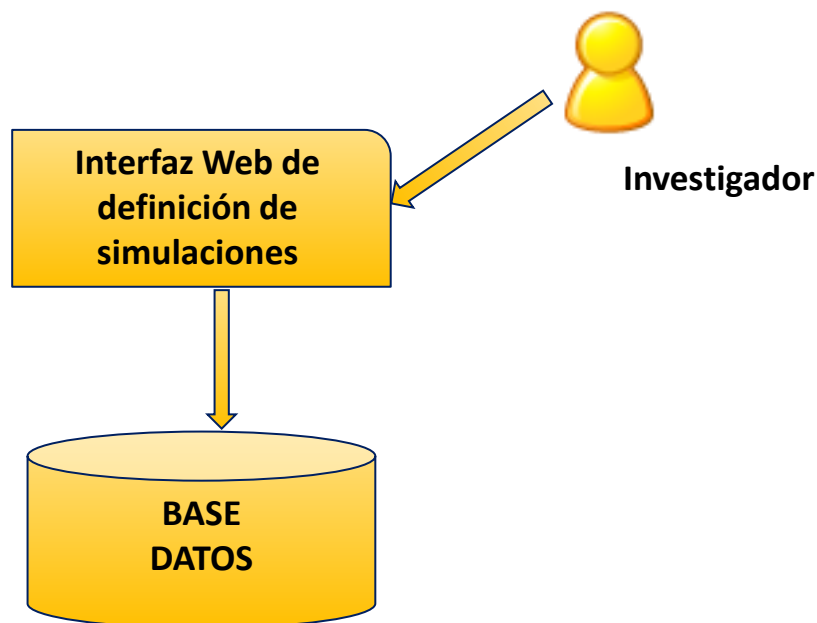 Interfaz Web de
definición de
simulaciones
Investigador
BASE
DATOS